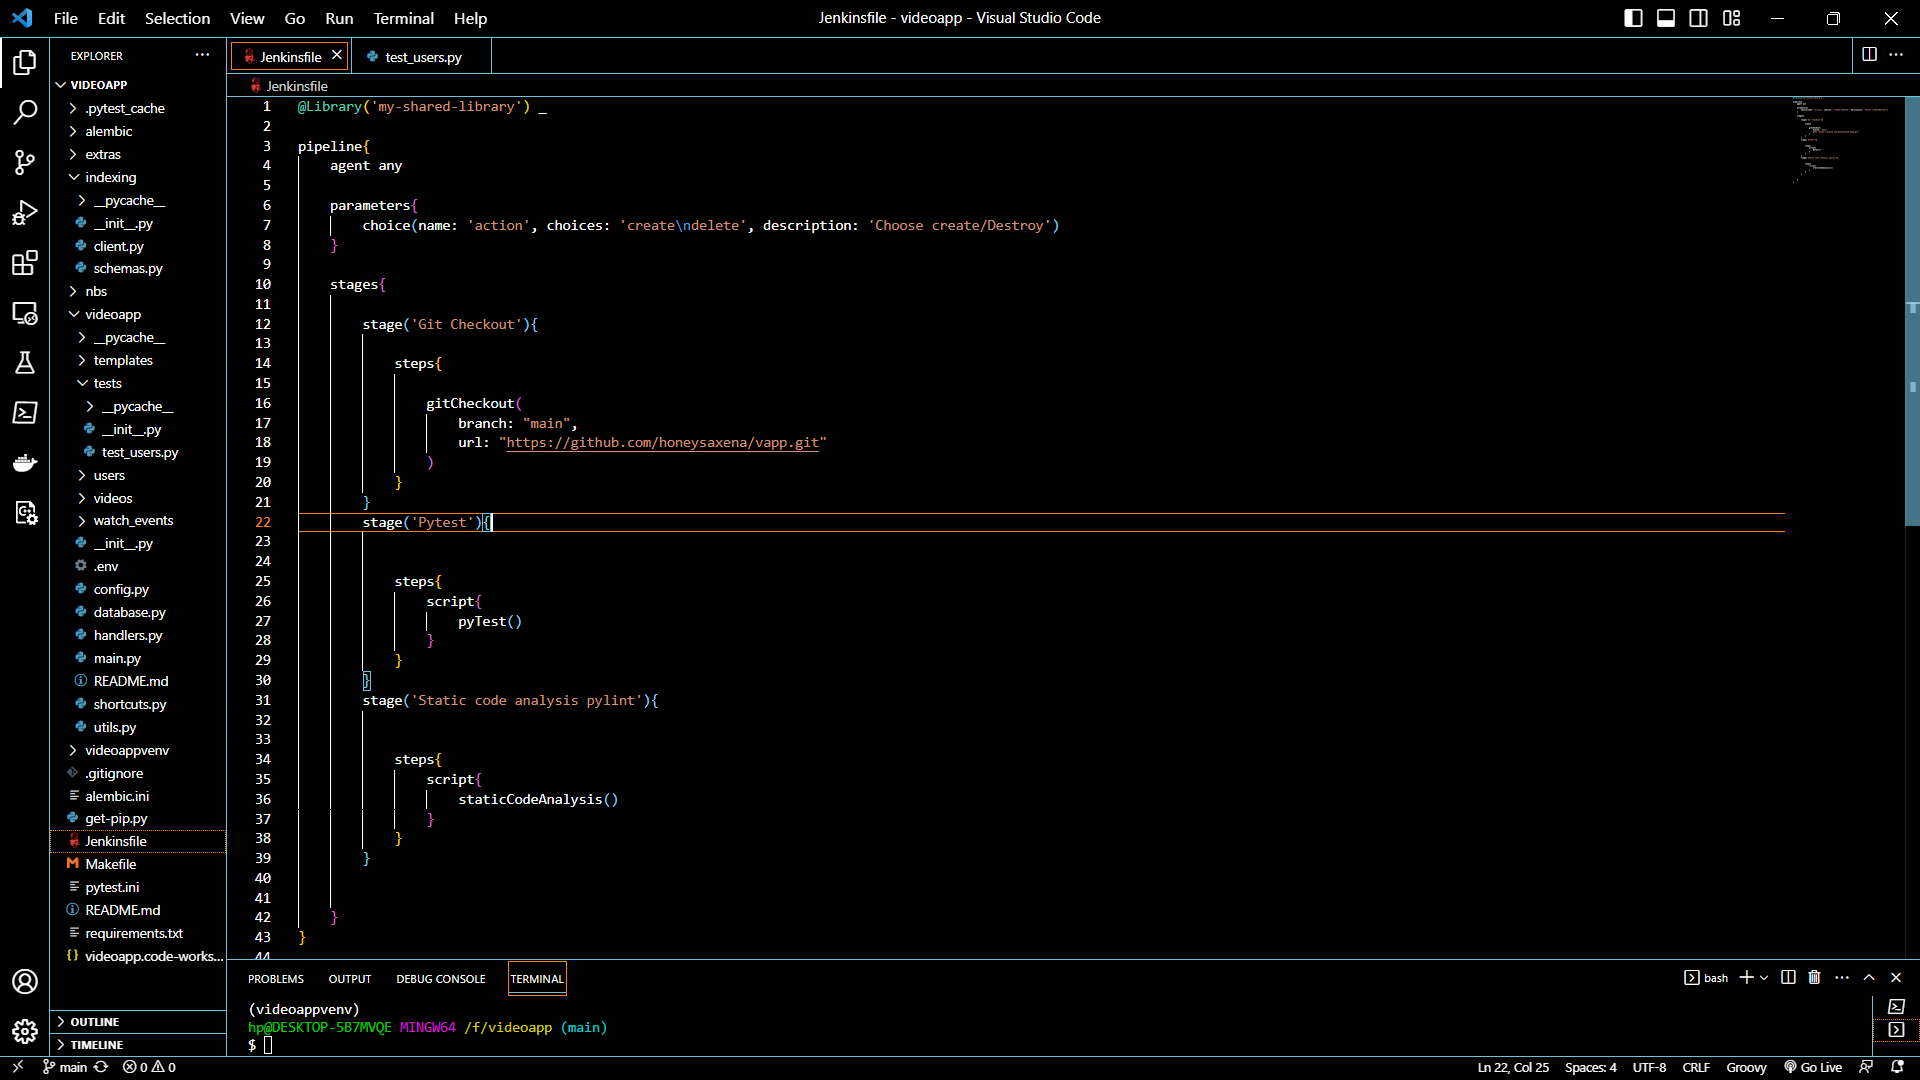 File Edit Selection View Go Run Terminal Help
Jenkinsfile - videoapp - Visual Studio Code
EXPLORER
VIDEOAPP
.pytest_cache
alembic
extras
indexing
__pycache__
__init__.py
client.py
schemas.py
nbs
videoapp
__pycache__
templates
tests
__pycache__
__init__.py
test_users.py
users
videos
watch_events
__init__.py
.env
config.py
database.py
handlers.py
main.py
README.md
shortcuts.py
utils.py
videoappvenv
.gitignore
alembic.ini
get-pip.py
Jenkinsfile
Makefile
pytest.ini
README.md
requirements.txt
videoapp.code-works...
OUTLINE
TIMELINE
Jenkinsfile test_users.py
Jenkinsfile
1 @Library('my-shared-library') _
2
3 pipeline{
4 agent any
5
6 parameters{
7 choice(name: 'action', choices: 'create\ndelete', description: 'Choose create/Destroy')
8 }
9
10 stages{
11
12 stage('Git Checkout'){
13
14 steps{
15
16 gitCheckout(
17 branch: "main",
18 url: "https://github.com/honeysaxena/vapp.git"
19 )
20 }
21 }
22 stage('Pytest'){
23
24
25 steps{
26 script{
27 pyTest()
28 }
29 }
30 }
31 stage('Static code analysis pylint'){
32
33
34 steps{
35 script{
36 staticCodeAnalysis()
37 }
38 }
39 }
40
41
42 }
43 }
44
PROBLEMS OUTPUT DEBUG CONSOLE TERMINAL
bash
(videoappvenv)
hp@DESKTOP-5B7MVQE MINGW64 /f/videoapp (main)
$
main 0 0
Ln 22, Col 25 Spaces: 4 UTF-8 CRLF Groovy Go Live